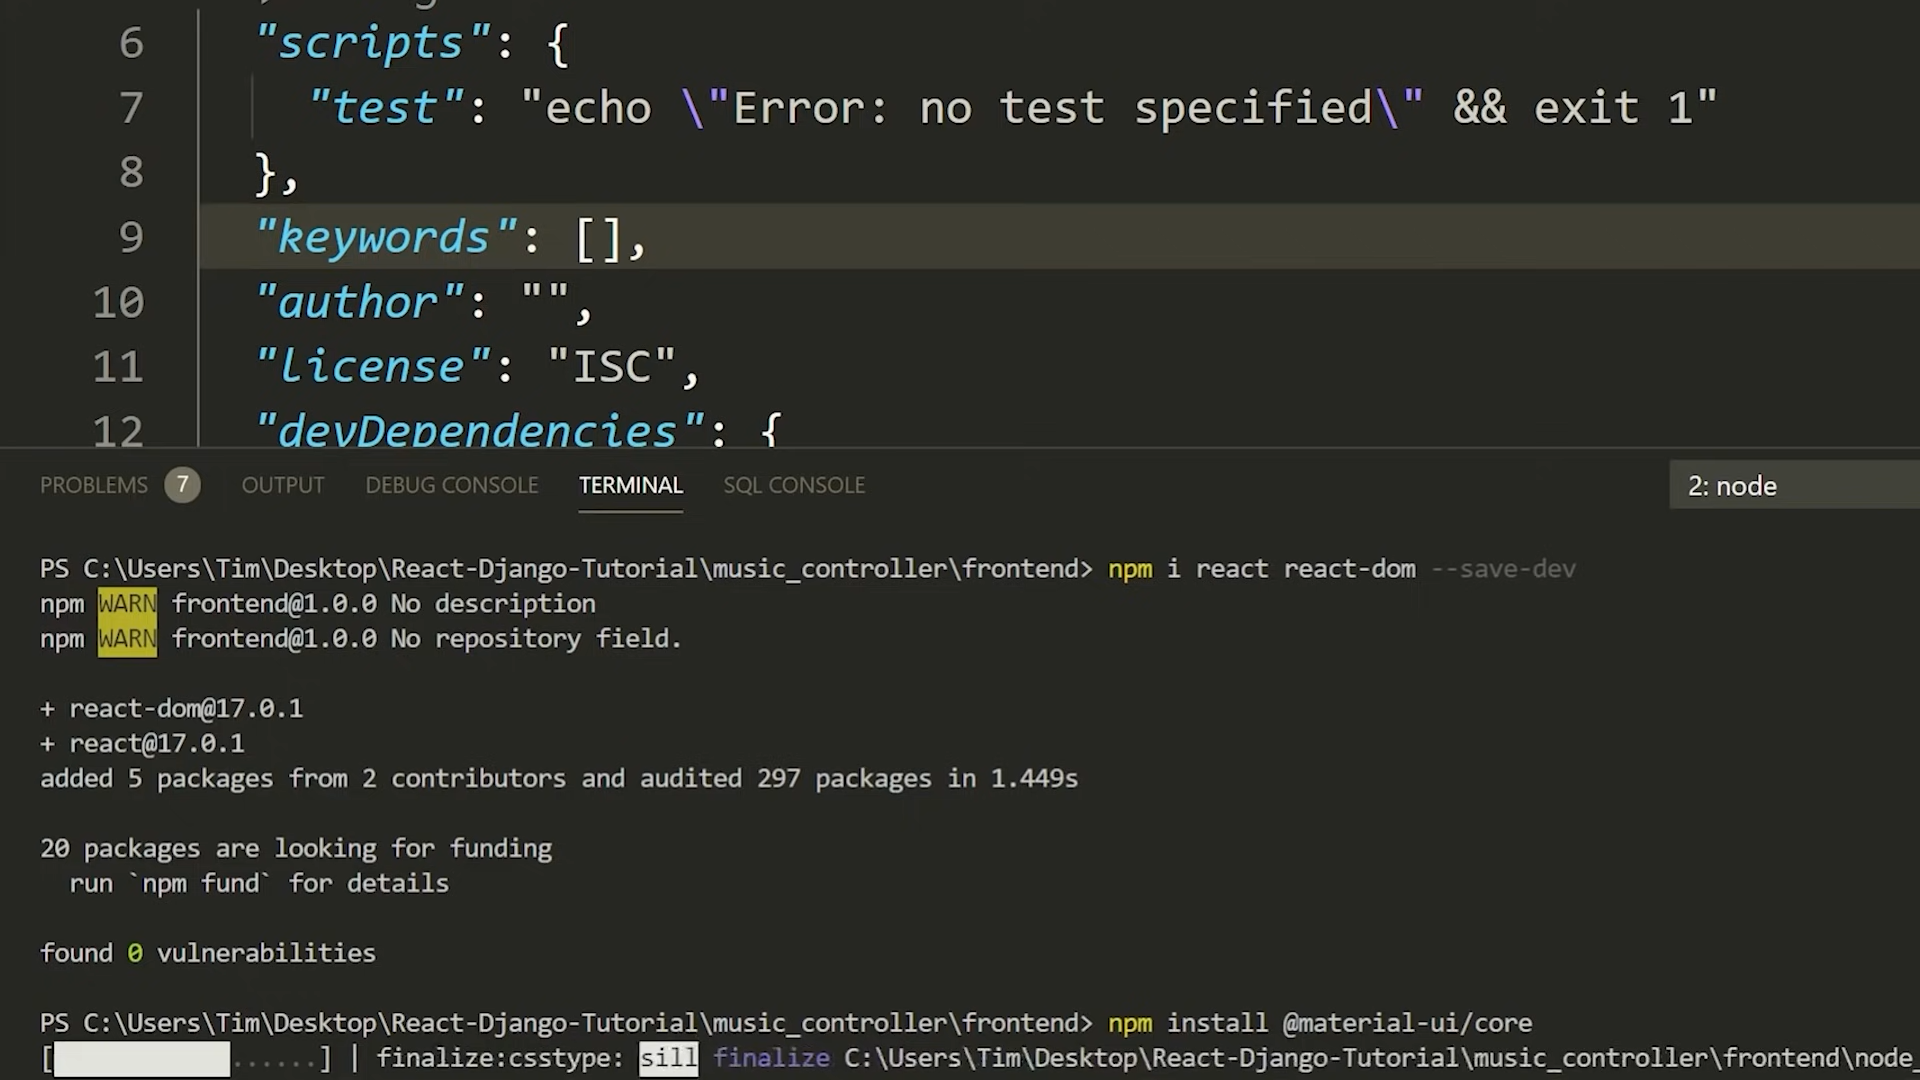 6 "scripts": {
7 "test": "echo \"Error: no test specified\" && exit 1"
8 },
9 "keywords": [],
10 "author": "",
11 "license": "ISC",
12 "devDependencies": {
PROBLEMS 7 OUTPUT DEBUG CONSOLE TERMINAL SQL CONSOLE 2: node
PS C:\Users\Tim\Desktop\React-Django-Tutorial\music_controller\frontend> npm i react react-dom --save-dev
npm WARN frontend@1.0.0 No description
npm WARN frontend@1.0.0 No repository field.
+ react-dom@17.0.1
+ react@17.0.1
added 5 packages from 2 contributors and audited 297 packages in 1.449s
20 packages are looking for funding
run `npm fund` for details
found 0 vulnerabilities
PS C:\Users\Tim\Desktop\React-Django-Tutorial\music_controller\frontend> npm install @material-ui/core
[ ......] | finalize:csstype: sill finalize C:\Users\Tim\Desktop\React-Django-Tutorial\music_controller\frontend\node_